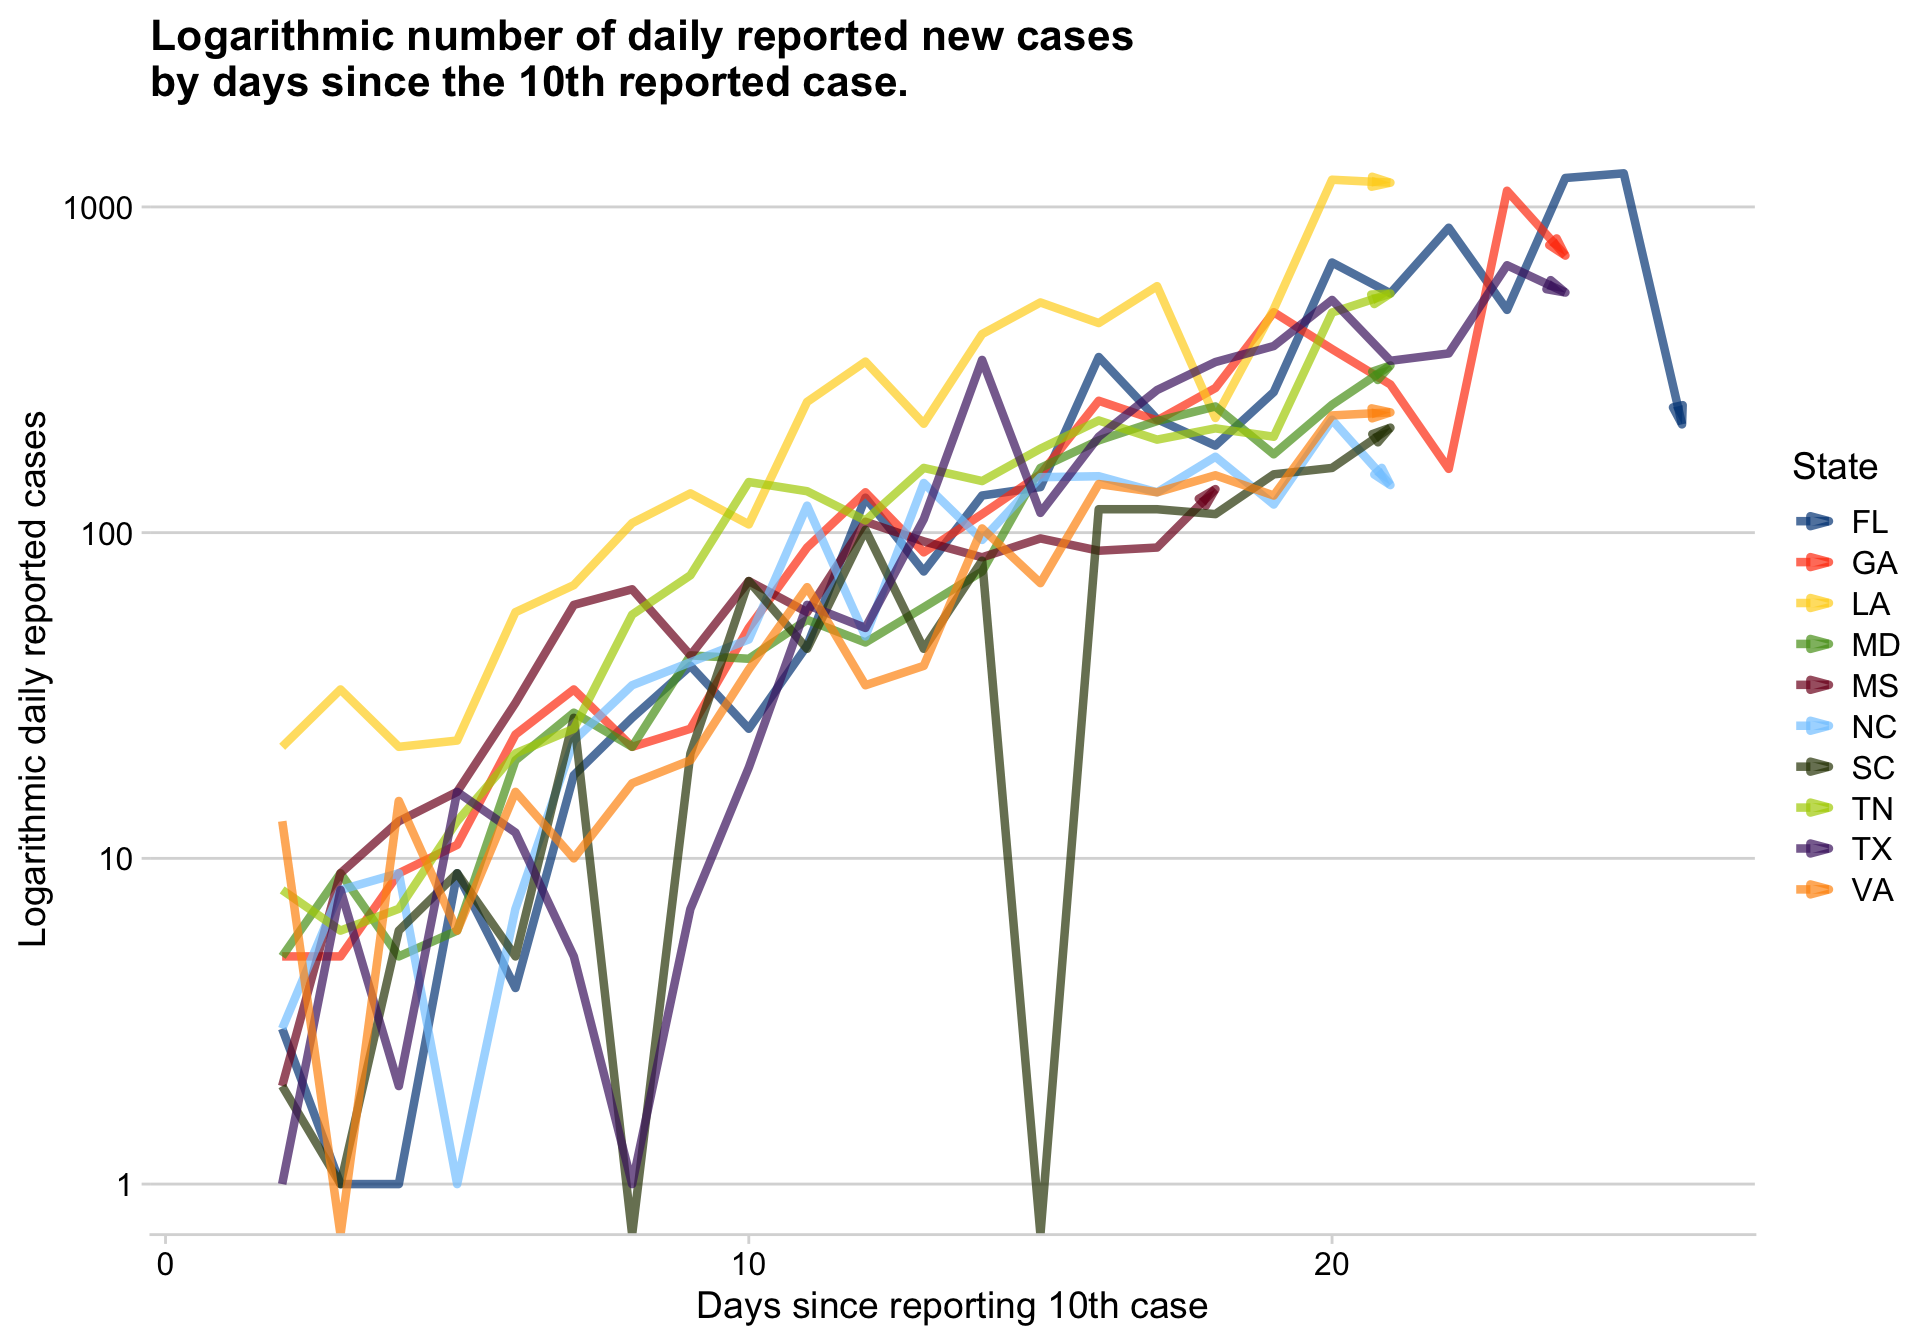 Logarithmic number of daily reported new cases
by days since the 10th reported case.
Logarithmic daily reported cases
1000
100
10
1
0
10
20
Days since reporting 10th case
State
FL
GA
LA
MD
MS
NC
SC
TN
TX
VA